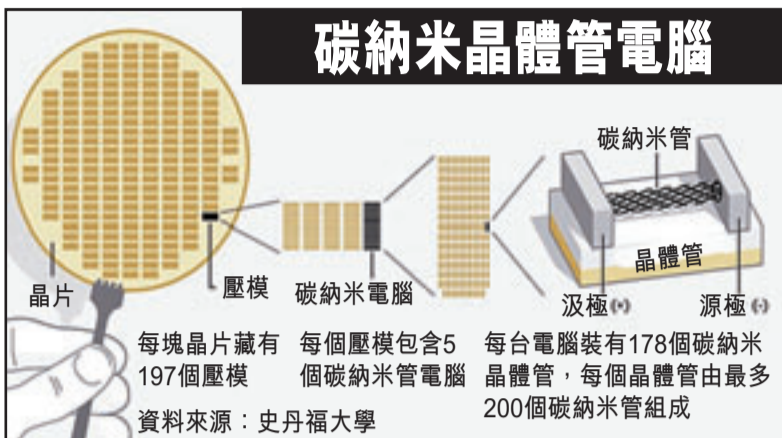 碳納米晶體管電腦
碳納米管
晶體管
晶片
壓模
碳納米電腦
汲極(+)
源極(-)
每塊晶片藏有
197個壓模
每個壓模包含5
個碳納米管電腦
每台電腦裝有178個碳納米
晶體管，每個晶體管由最多
200個碳納米管組成
資料來源：史丹福大學